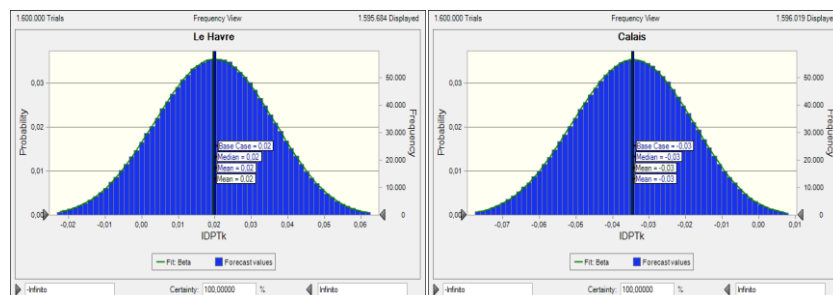 1.600.000 Trials Frequency View 1.595.684 Displayed
Le Havre
Probability
Frequency
0,03
0,02
0,01
0,00
50.000
40.000
30.000
20.000
10.000
0
Base Case = 0,02
Median = 0,02
Mean = 0,02
Mean = 0,02
-0,02 -0,01 0,00 0,01 0,02 0,03 0,04 0,05 0,06
IDPTk
Fit: Beta Forecast values
-Infinito Certainty: 100,00000 % Infinito
1.600.000 Trials Frequency View 1.596.019 Displayed
Calais
Probability
Frequency
0,03
0,02
0,01
0,00
50.000
40.000
30.000
20.000
10.000
0
Base Case = -0,03
Median = -0,03
Mean = -0,03
Mean = -0,03
-0,07 -0,06 -0,05 -0,04 -0,03 -0,02 -0,01 0,00 0,01
IDPTk
Fit: Beta Forecast values
-Infinito Certainty: 100,00000 % Infinito